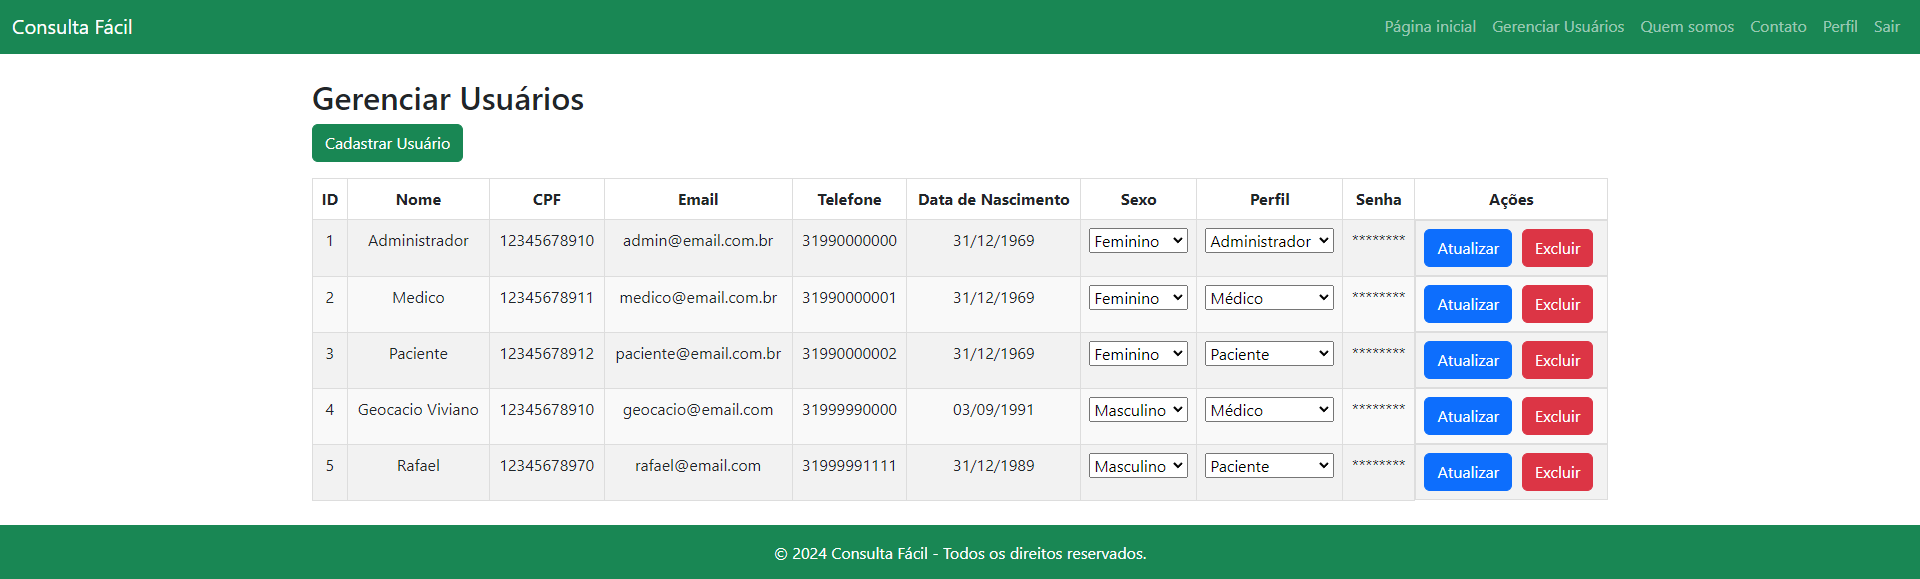 Consulta Fácil Página inicial Gerenciar Usuários Quem somos Contato Perfil Sair
Gerenciar Usuários
Cadastrar Usuário
ID Nome CPF Email Telefone Data de Nascimento Sexo Perfil Senha Ações
1 Administrador 12345678910 admin@email.com.br 31990000000 31/12/1969 Feminino Administrador ******** Atualizar Excluir
2 Medico 12345678911 medico@email.com.br 31990000001 31/12/1969 Feminino Médico ******** Atualizar Excluir
3 Paciente 12345678912 paciente@email.com.br 31990000002 31/12/1969 Feminino Paciente ******** Atualizar Excluir
4 Geocacio Viviano 12345678910 geocacio@email.com 31999990000 03/09/1991 Masculino Médico ******** Atualizar Excluir
5 Rafael 12345678970 rafael@email.com 31999991111 31/12/1989 Masculino Paciente ******** Atualizar Excluir
© 2024 Consulta Fácil - Todos os direitos reservados.